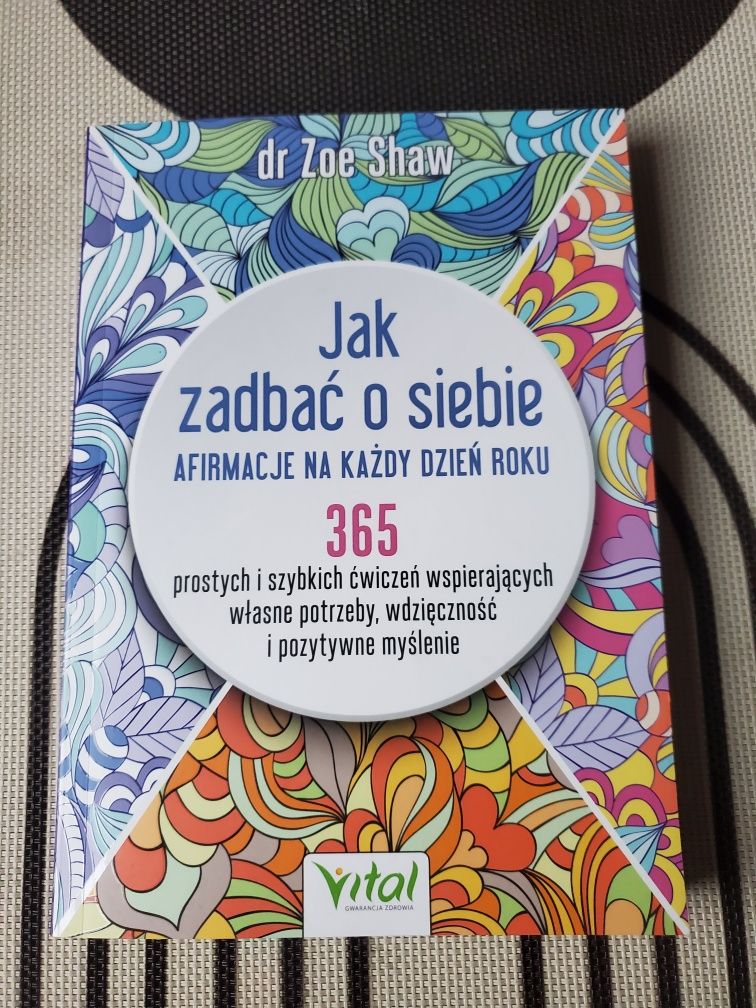 dr Zoe Shaw
Jak
zadbać o siebie
AFIRMACJE NA KAŻDY DZIEŃ ROKU
365
prostych i szybkich ćwiczeń wspierających
własne potrzeby, wdzięczność
i pozytywne myślenie
Vital
GWARANCJA ZDROWIA